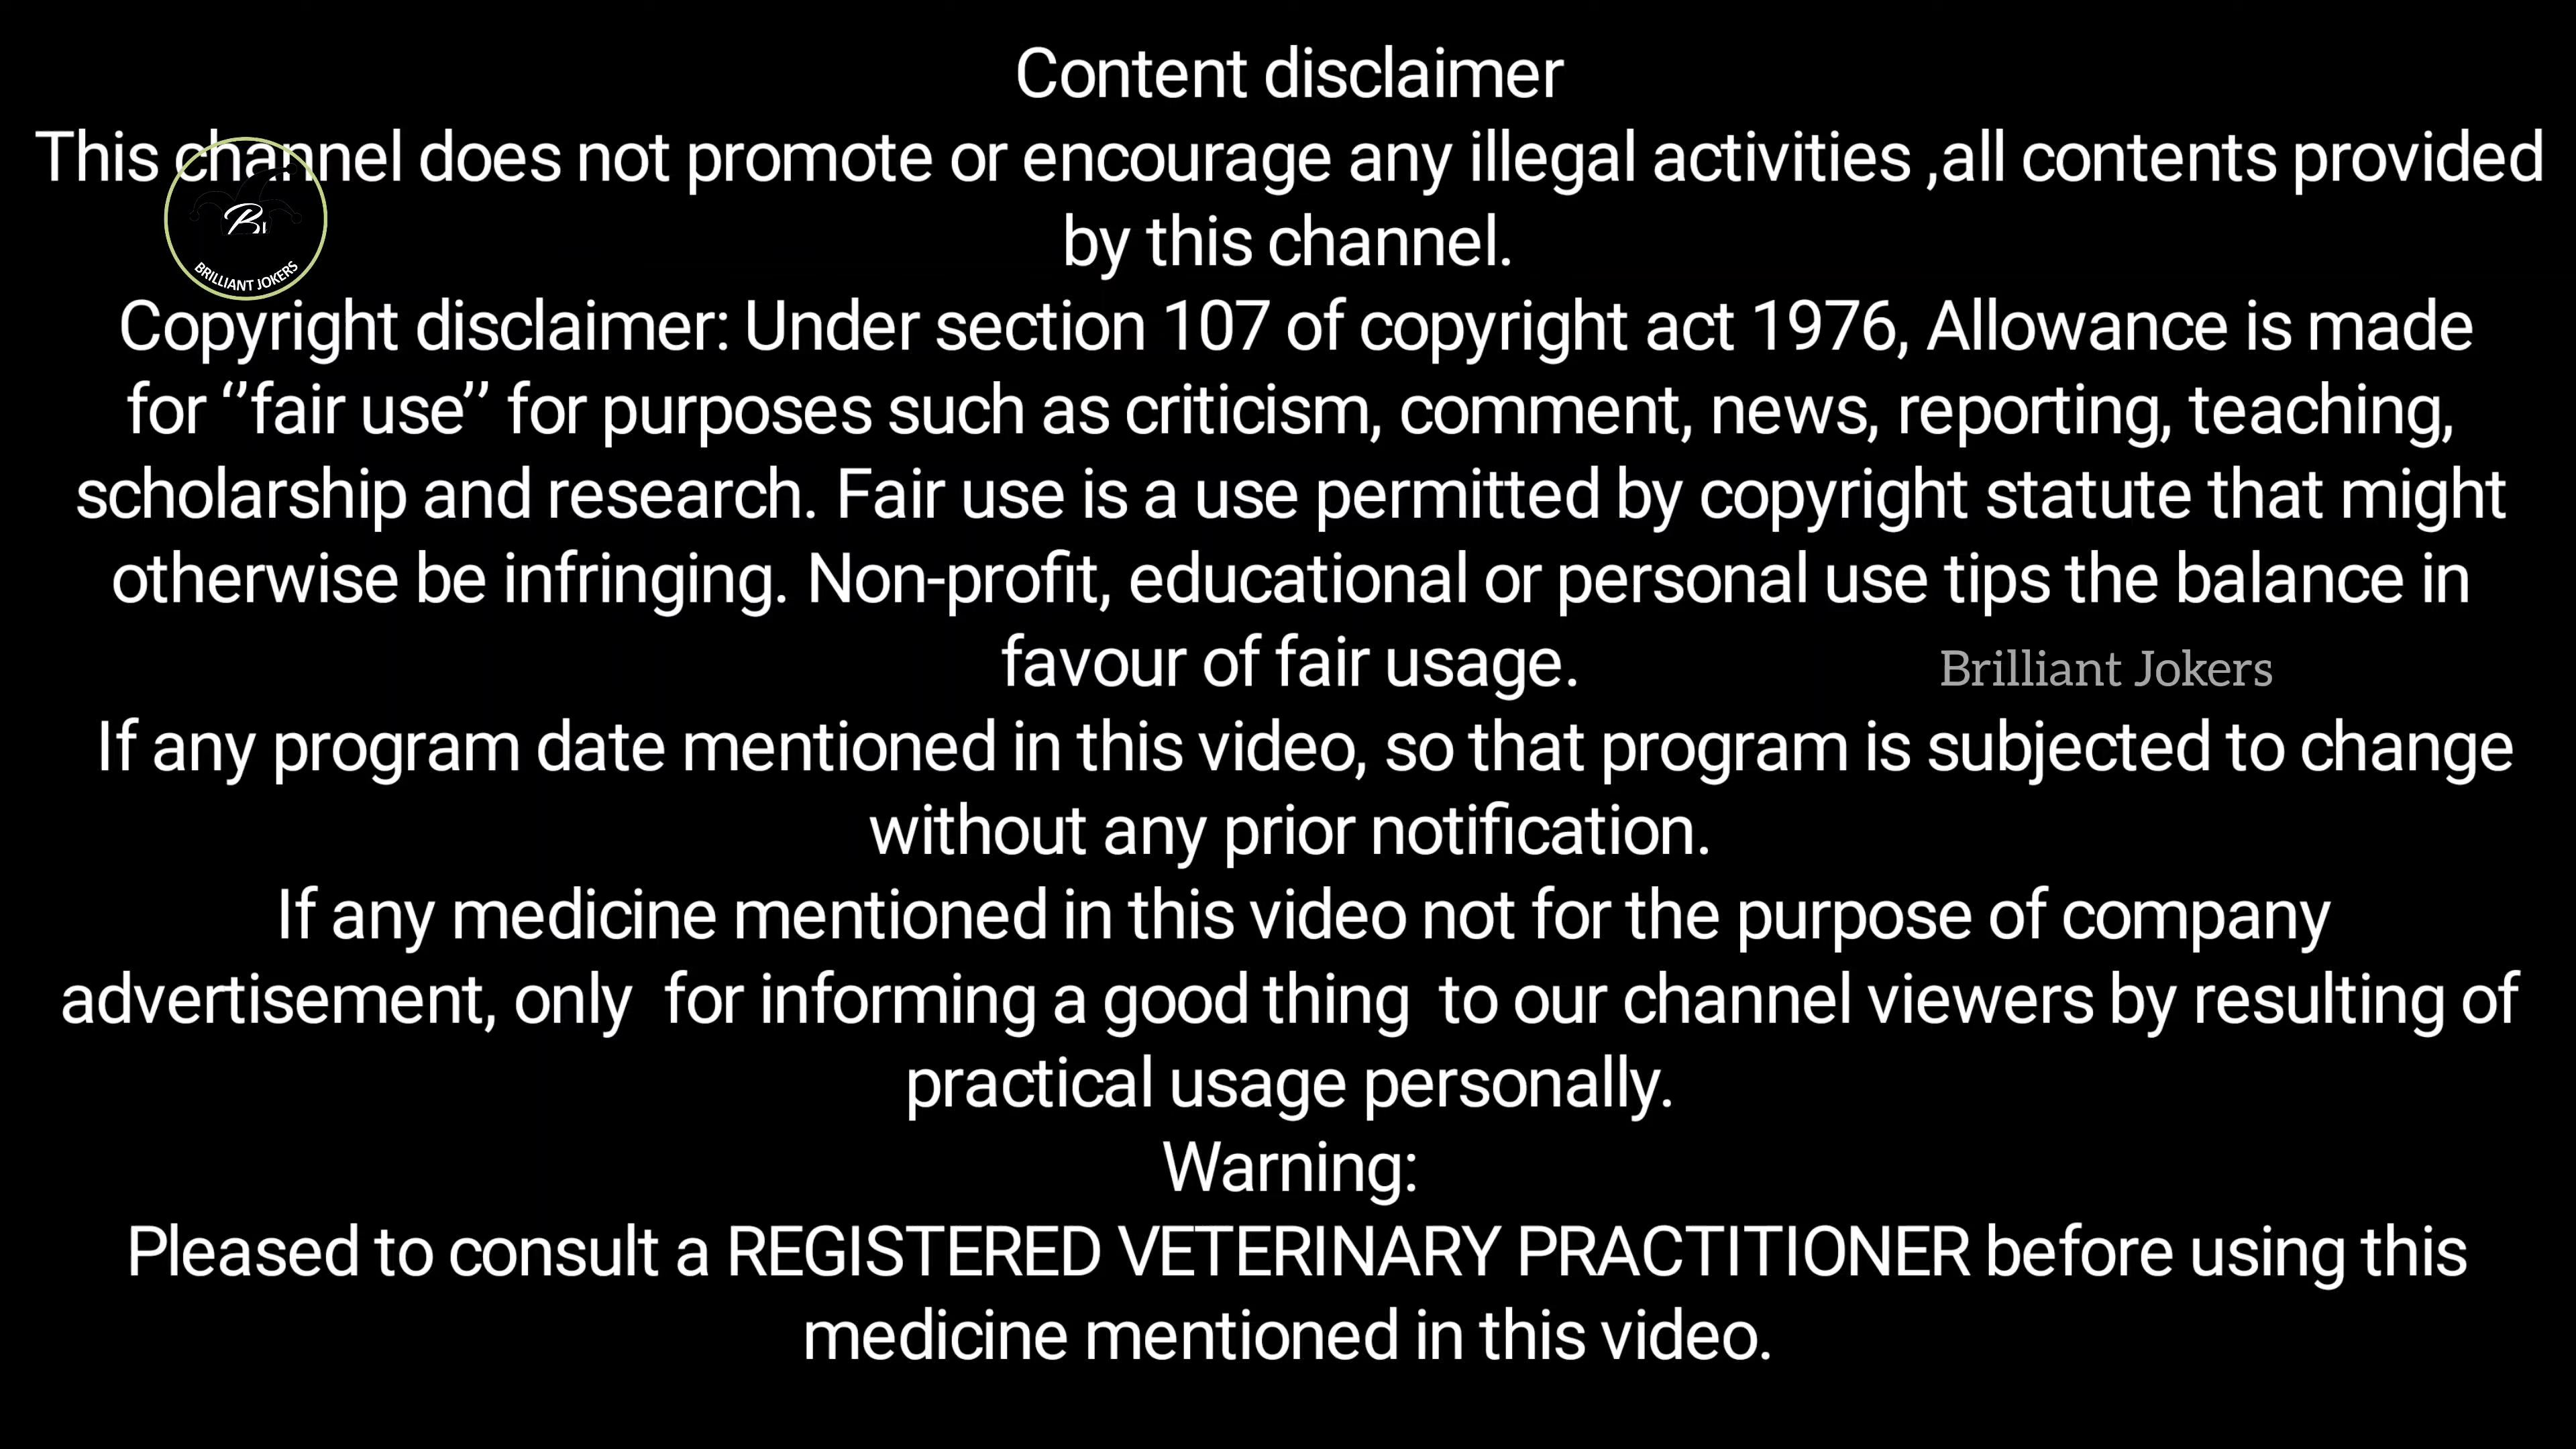 Content disclaimer
This channel does not promote or encourage any illegal activities ,all contents provided
by this channel.
BRILLIANT JOKERS
Copyright disclaimer: Under section 107 of copyright act 1976, Allowance is made
for ‘’fair use’’ for purposes such as criticism, comment, news, reporting, teaching,
scholarship and research. Fair use is a use permitted by copyright statute that might
otherwise be infringing. Non-profit, educational or personal use tips the balance in
favour of fair usage.
Brilliant Jokers
If any program date mentioned in this video, so that program is subjected to change
without any prior notification.
If any medicine mentioned in this video not for the purpose of company
advertisement, only  for informing a good thing  to our channel viewers by resulting of
practical usage personally.
Warning:
Pleased to consult a REGISTERED VETERINARY PRACTITIONER before using this
medicine mentioned in this video.